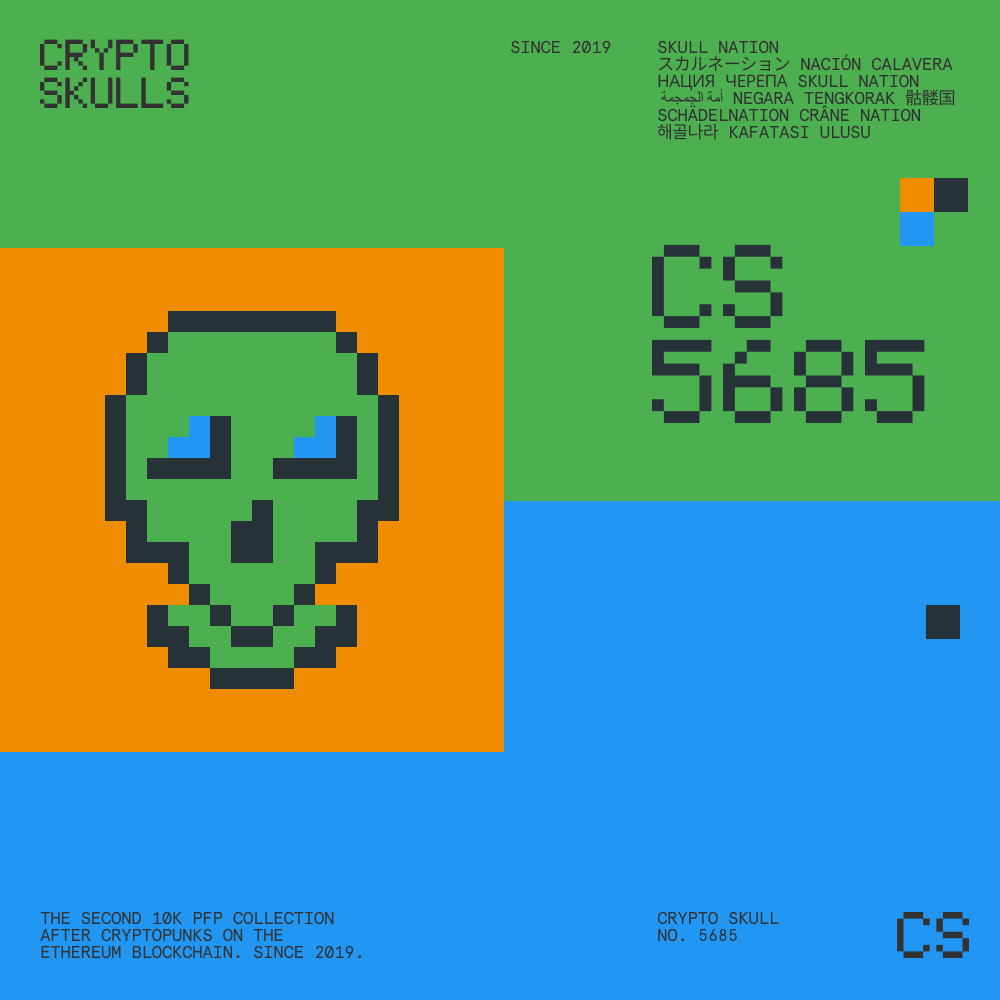 CRYPTO
SKULLS
SINCE 2019
SKULL NATION
スカルネーション NACIÓN CALAVERA
НАЦИЯ ЧЕРЕПА SKULL NATION
أمة الجمجمة NEGARA TENGKORAK 骷髅国
SCHÄDELNATION CRÂNE NATION
해골나라 KAFATASI ULUSU
CS
5685
THE SECOND 10K PFP COLLECTION
AFTER CRYPTOPUNKS ON THE
ETHEREUM BLOCKCHAIN. SINCE 2019.
CRYPTO SKULL
NO. 5685
CS